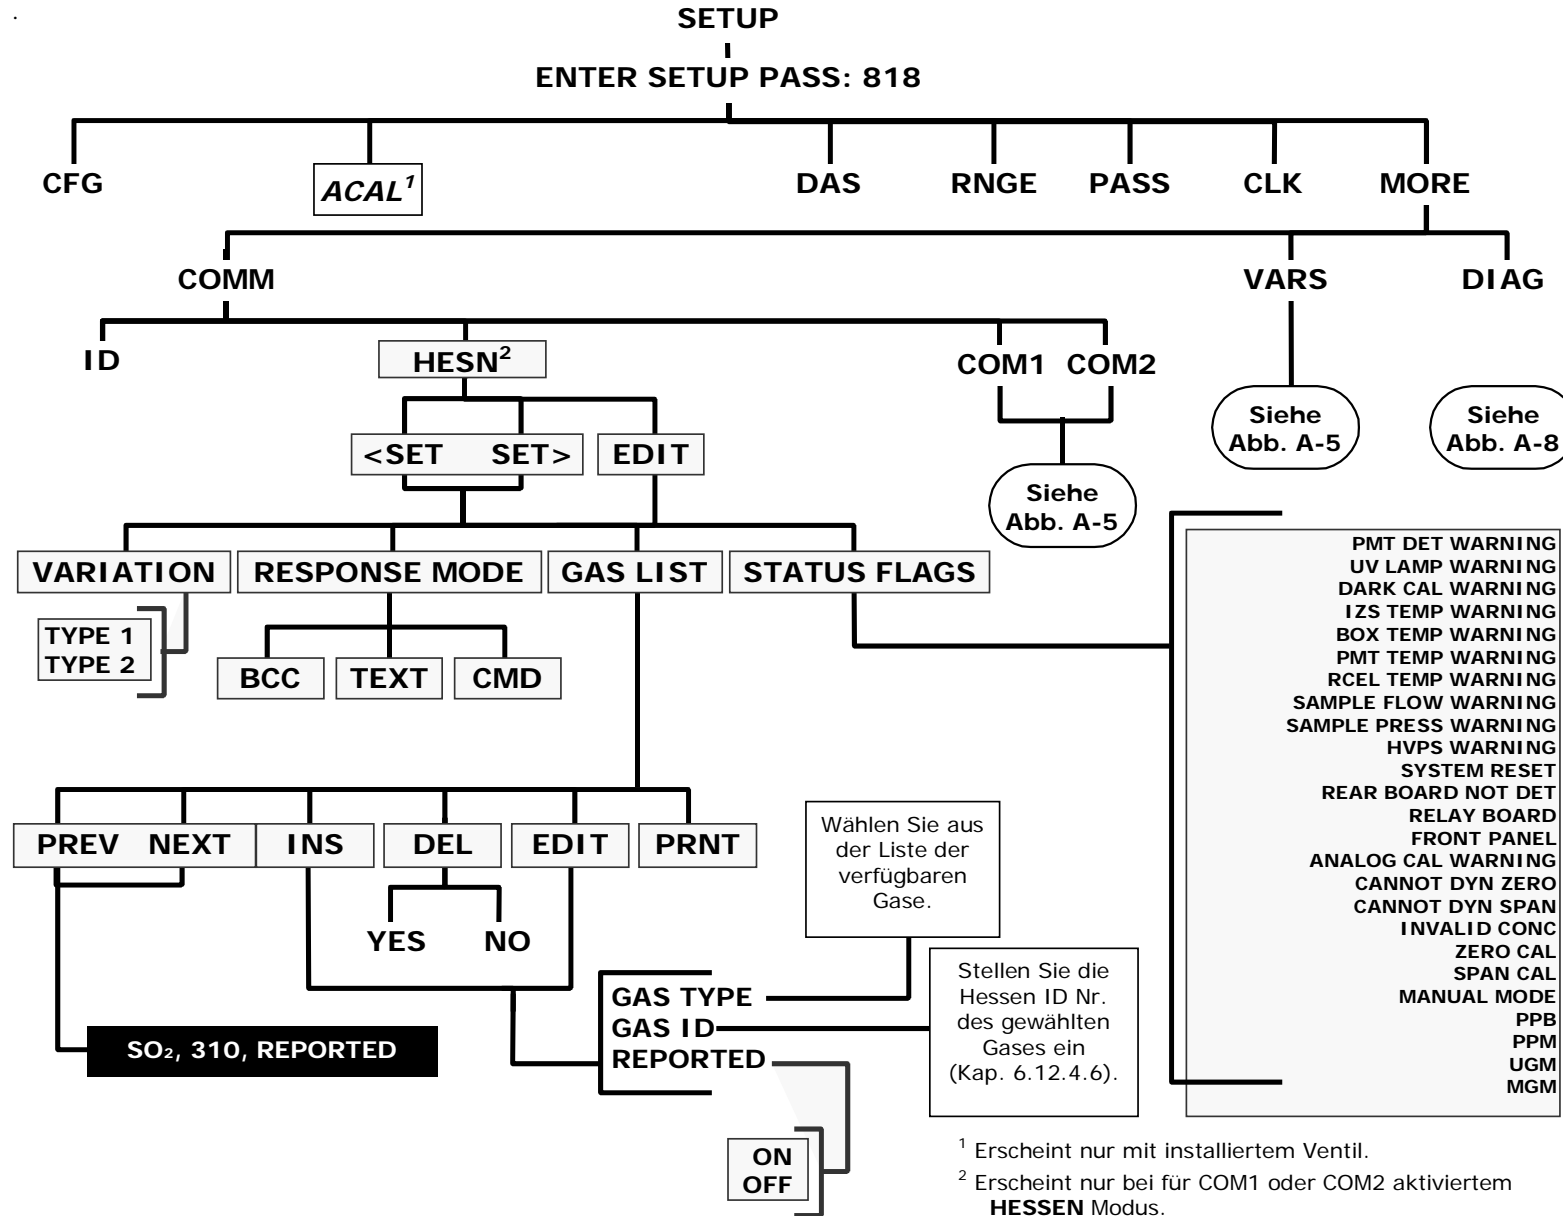 SETUP
ENTER SETUP PASS: 818
CFG ACAL¹ DAS RNGE PASS CLK MORE
COMM VARS DIAG
ID HESN² COM1 COM2
<SET SET> EDIT
Siehe
Abb. A-5
Siehe
Abb. A-5
Siehe
Abb. A-8
VARIATION RESPONSE MODE GAS LIST STATUS FLAGS
TYPE 1
TYPE 2
BCC TEXT CMD
PMT DET WARNING
UV LAMP WARNING
DARK CAL WARNING
IZS TEMP WARNING
BOX TEMP WARNING
PMT TEMP WARNING
RCEL TEMP WARNING
SAMPLE FLOW WARNING
SAMPLE PRESS WARNING
HVPS WARNING
SYSTEM RESET
REAR BOARD NOT DET
RELAY BOARD
FRONT PANEL
ANALOG CAL WARNING
CANNOT DYN ZERO
CANNOT DYN SPAN
INVALID CONC
ZERO CAL
SPAN CAL
MANUAL MODE
PPB
PPM
UGM
MGM
PREV NEXT INS DEL EDIT PRNT
YES NO
Wählen Sie aus
der Liste der
verfügbaren
Gase.
GAS TYPE
GAS ID
REPORTED
Stellen Sie die
Hessen ID Nr.
des gewählten
Gases ein
(Kap. 6.12.4.6).
SO₂, 310, REPORTED
ON
OFF
¹ Erscheint nur mit installiertem Ventil.
² Erscheint nur bei für COM1 oder COM2 aktiviertem
HESSEN Modus.